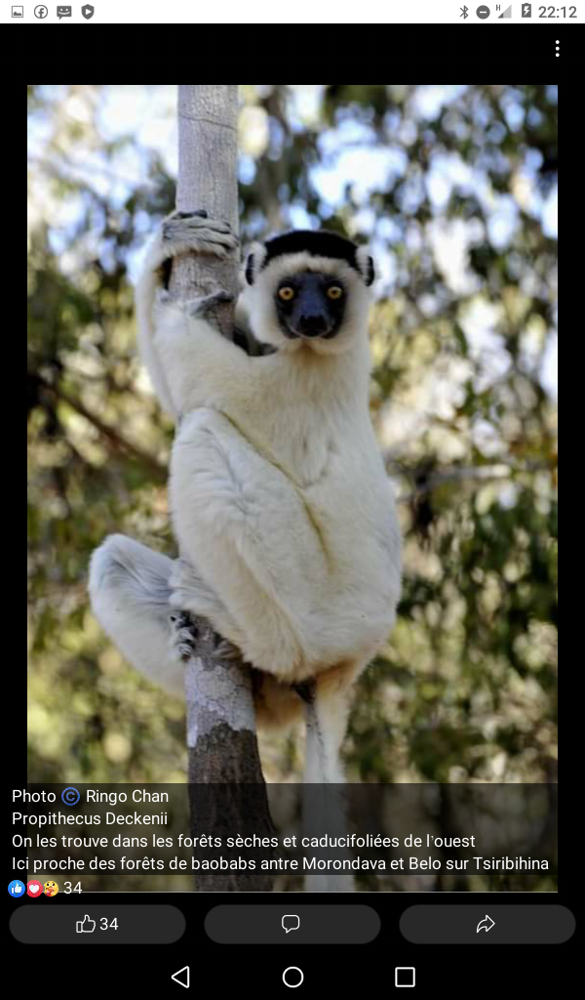 H
22:12
Photo © Ringo Chan
Propithecus Deckenii
On les trouve dans les forêts sèches et caducifoliées de l'ouest
Ici proche des forêts de baobabs antre Morondava et Belo sur Tsiribihina
34
34